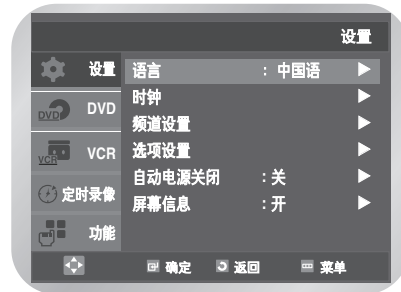 设置
设置
语言 : 中国语 ▶
时钟 ▶
DVD DVD
频道设置 ▶
VCR VCR
选项设置 ▶
自动电源关闭 : 关 ▶
定时录像
屏幕信息 : 开 ▶
功能
确定 返回 菜单